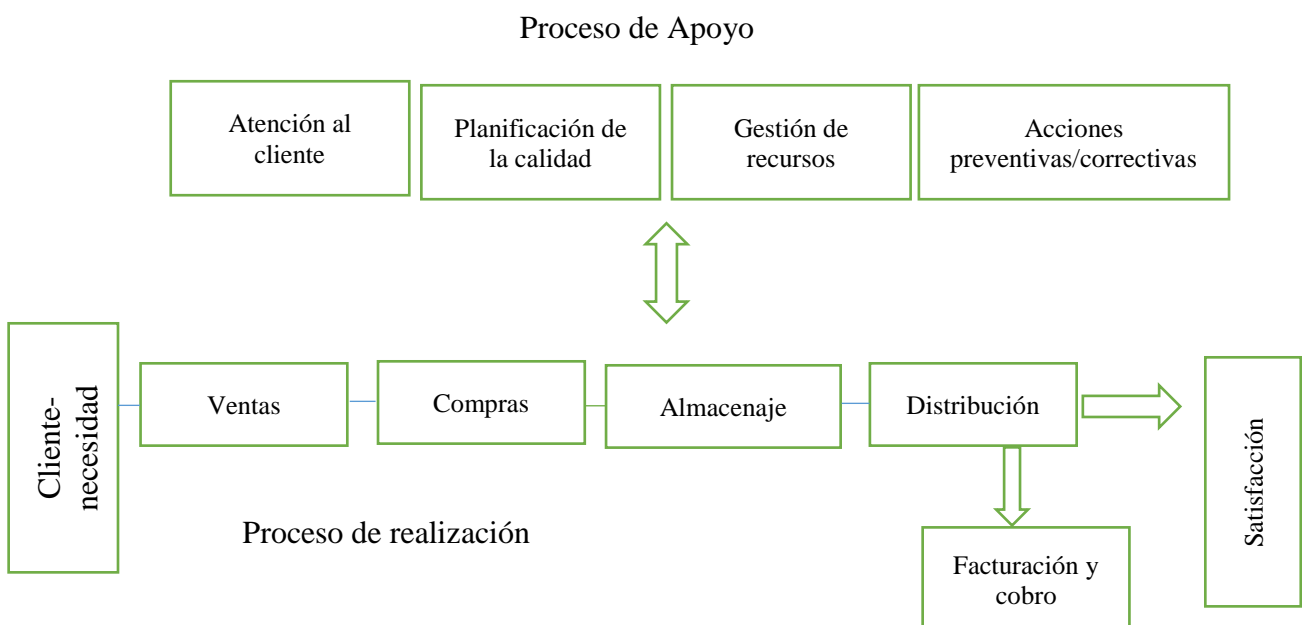 Proceso de Apoyo
Atención al
cliente
Planificación de
la calidad
Gestión de
recursos
Acciones
preventivas/correctivas
Cliente-
necesidad
Ventas
Compras
Almacenaje
Distribución
Satisfacción
Proceso de realización
Facturación y
cobro